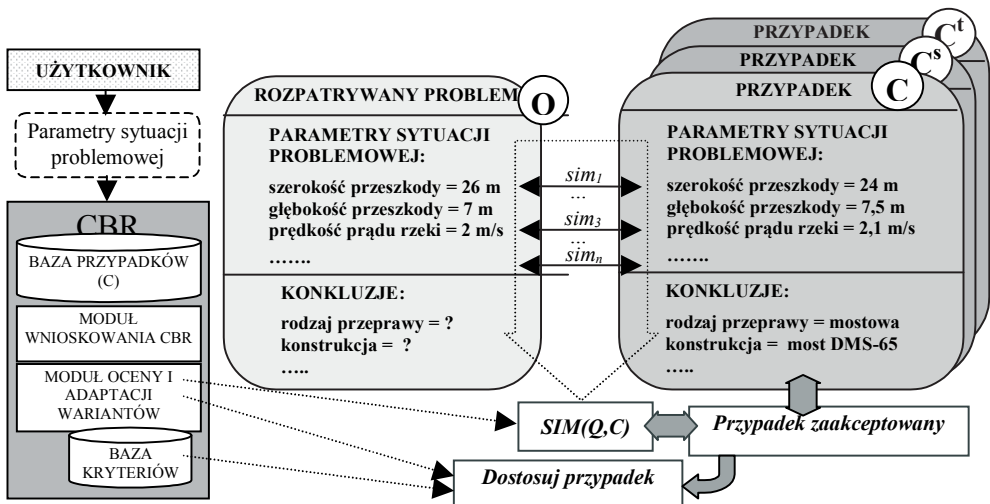 UŻYTKOWNIK
Parametry sytuacji
problemowej
CBR
BAZA PRZYPADKÓW
(C)
MODUŁ
WNIOSKOWANIA CBR
MODUŁ OCENY I
ADAPTACJI
WARIANTÓW
BAZA
KRYTERIÓW
ROZPATRYWANY PROBLEM
O
PARAMETRY SYTUACJI
PROBLEMOWEJ:
szerokość przeszkody = 26 m
głębokość przeszkody = 7 m
prędkość prądu rzeki = 2 m/s
…….
KONKLUZJE:
rodzaj przeprawy = ?
konstrukcja = ?
…..
sim1
...
sim3
...
simn
PRZYPADEK
Ct
PRZYPADEK
Cs
PRZYPADEK
C
PARAMETRY SYTUACJI
PROBLEMOWEJ:
szerokość przeszkody = 24 m
głębokość przeszkody = 7,5 m
prędkość prądu rzeki = 2,1 m/s
…….
KONKLUZJE:
rodzaj przeprawy = mostowa
konstrukcja = most DMS-65
…..
SIM(Q,C)
Przypadek zaakceptowany
Dostosuj przypadek